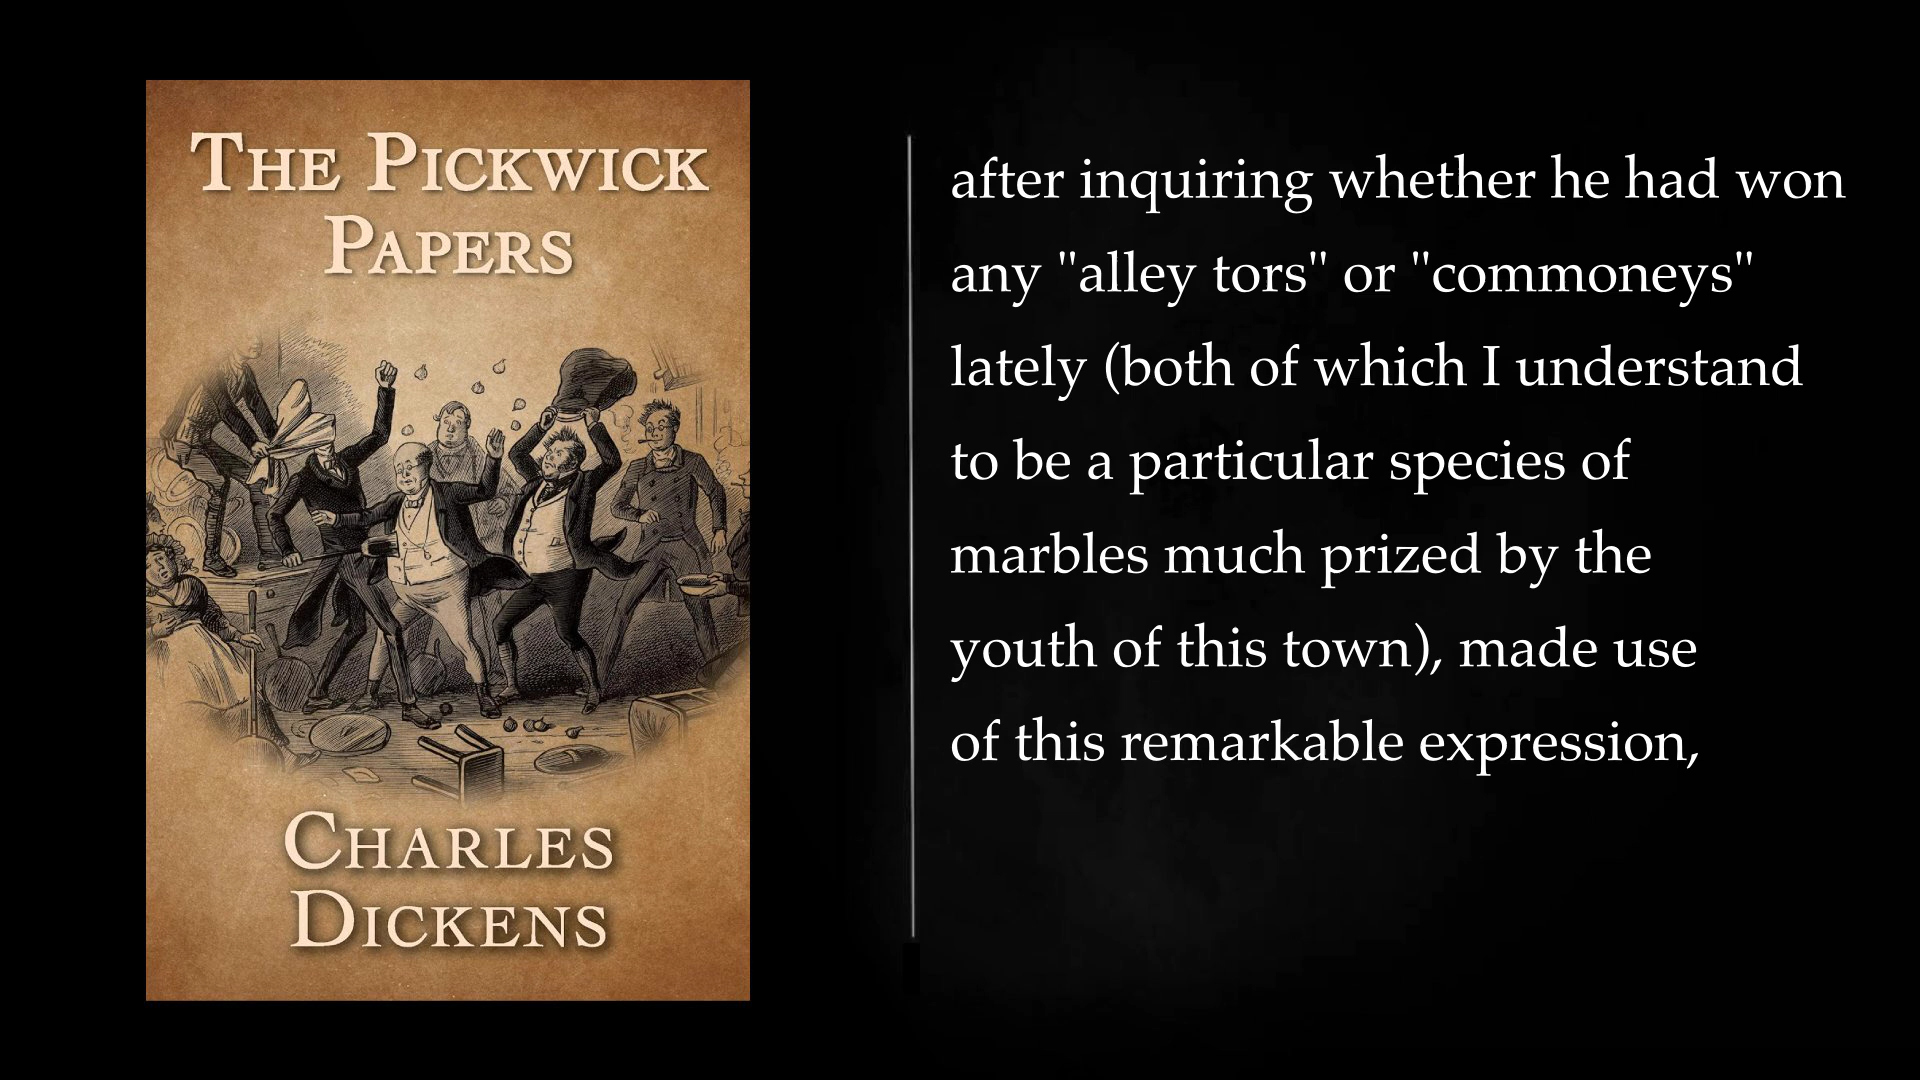 THE PICKWICK
PAPERS
CHARLES
DICKENS
after inquiring whether he had won
any "alley tors" or "commoneys"
lately (both of which I understand
to be a particular species of
marbles much prized by the
youth of this town), made use
of this remarkable expression,